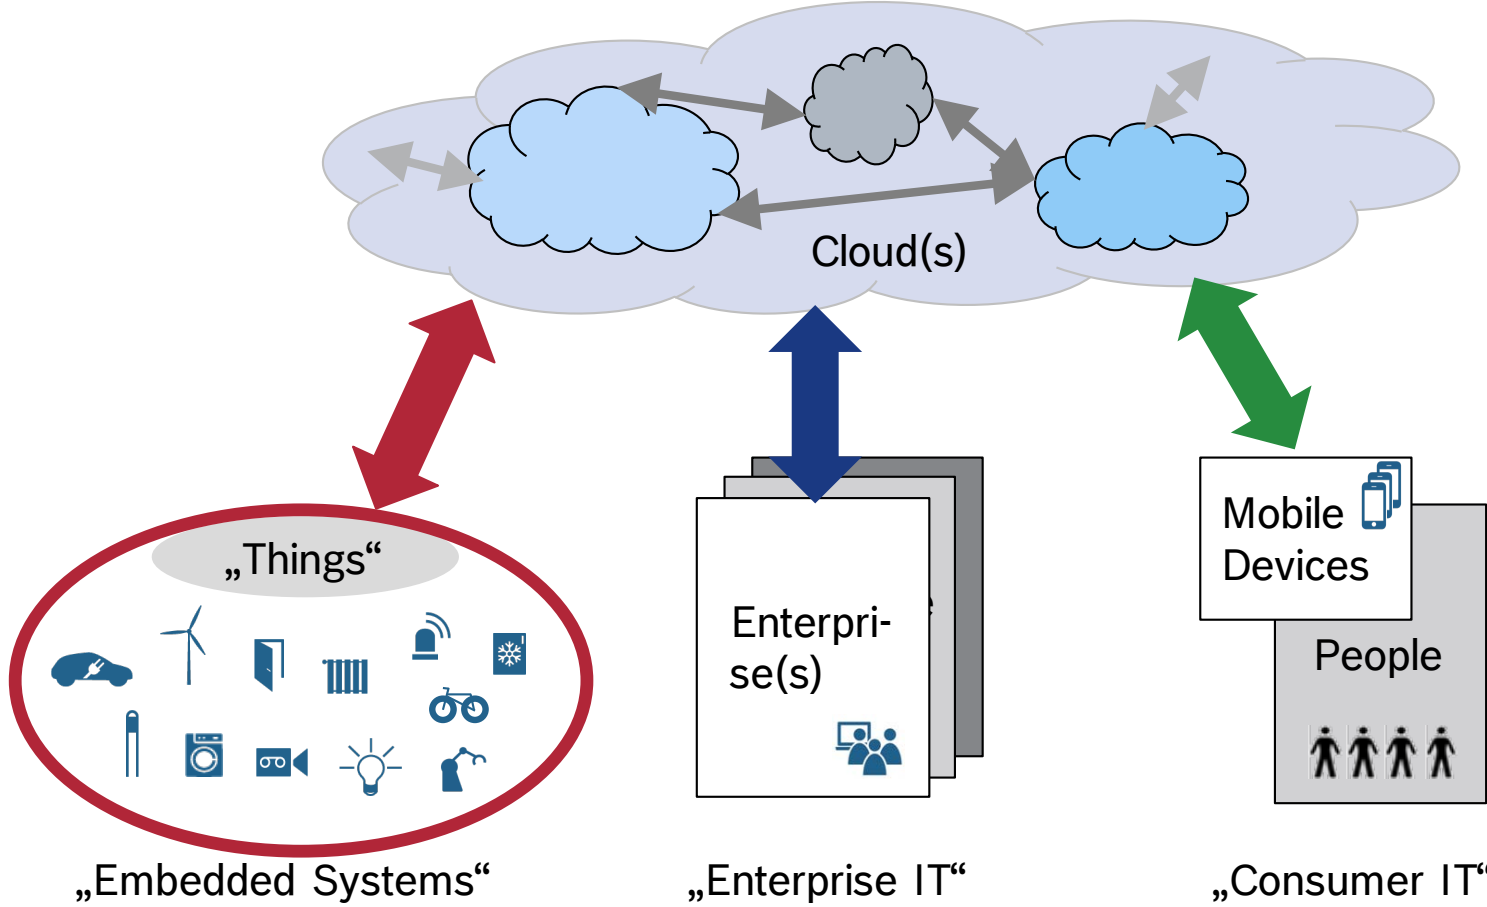 Cloud(s)
„Things“
Enterpri-
se(s)
Mobile
Devices
People
„Embedded Systems“
„Enterprise IT“
„Consumer IT“